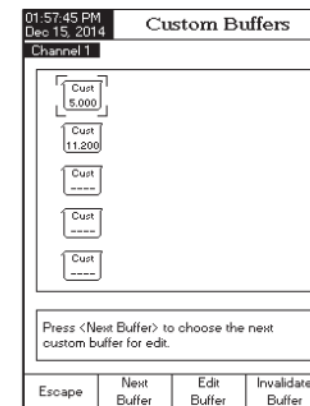 01:57:45 PM
Dec 15, 2014
Custom Buffers
Channel 1
Cust
5.000
Cust
11.200
Cust
----
Cust
----
Cust
----
Press <Next Buffer> to choose the next
custom buffer for edit.
Escape
Next
Buffer
Edit
Buffer
Invalidate
Buffer